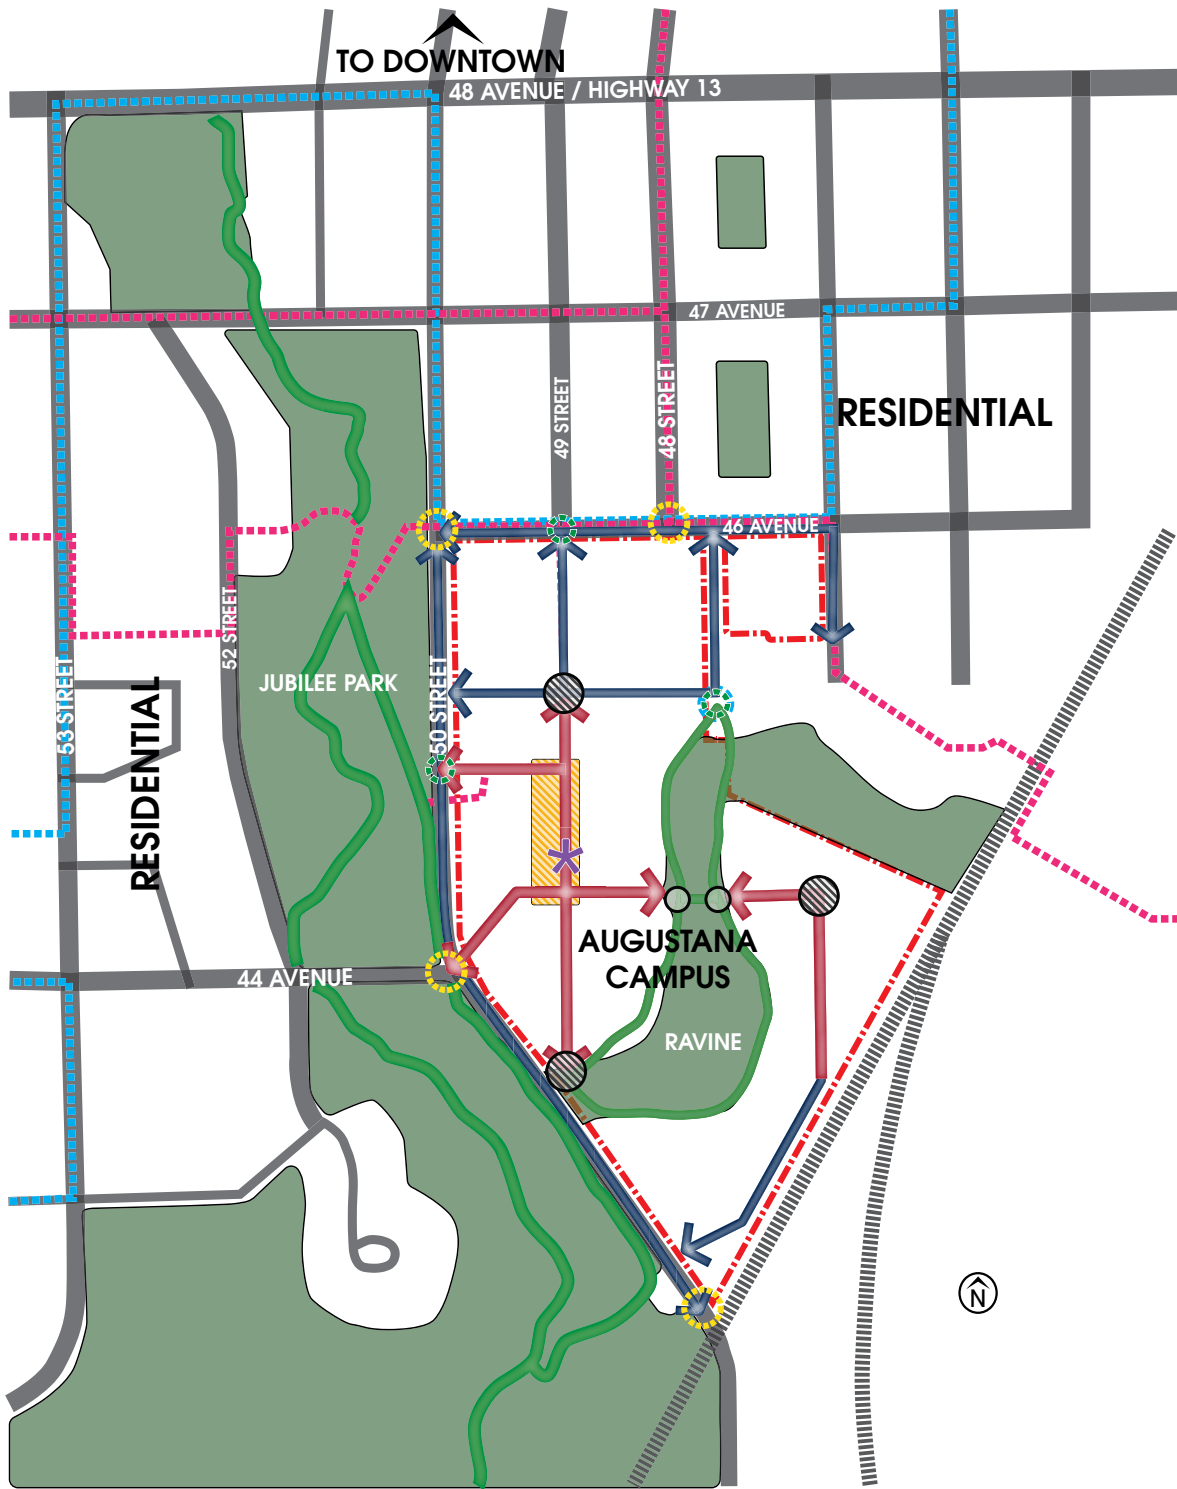 TO DOWNTOWN
48 AVENUE / HIGHWAY 13
47 AVENUE
49 STREET
48 STREET
RESIDENTIAL
46 AVENUE
52 STREET
JUBILEE PARK
50 STREET
53 STREET
RESIDENTIAL
AUGUSTANA
CAMPUS
44 AVENUE
RAVINE
N